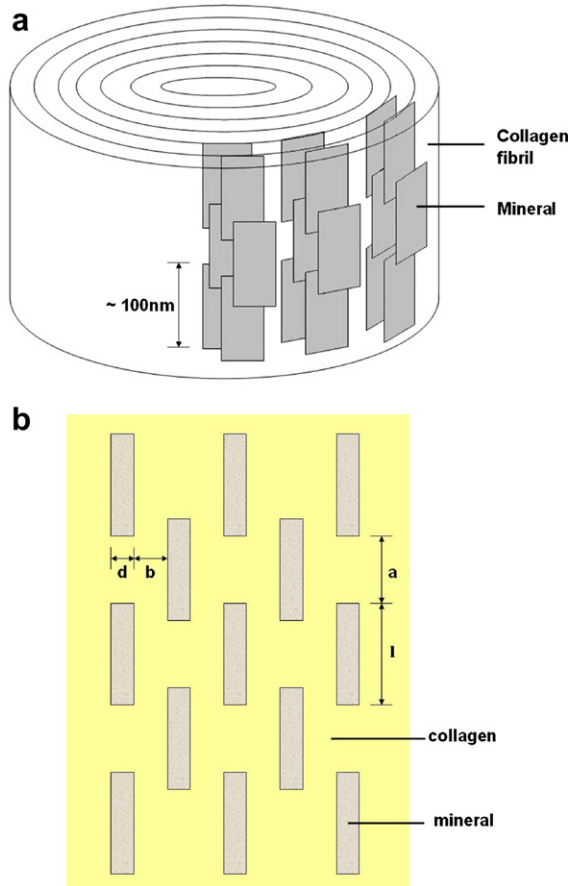 a
Collagen
fibril
Mineral
~ 100nm
b
d
b
a
l
collagen
mineral